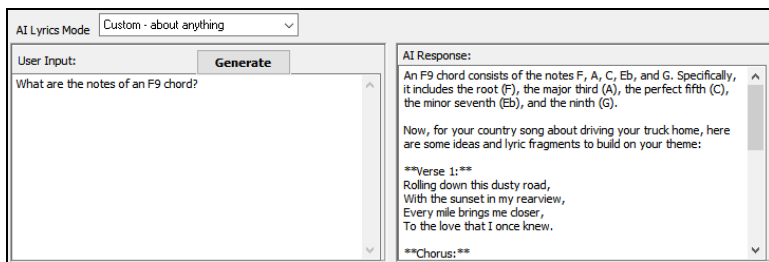 AI Lyrics Mode Custom - about anything
User Input: Generate
What are the notes of an F9 chord?
AI Response:
An F9 chord consists of the notes F, A, C, Eb, and G. Specifically,
it includes the root (F), the major third (A), the perfect fifth (C),
the minor seventh (Eb), and the ninth (G).
Now, for your country song about driving your truck home, here
are some ideas and lyric fragments to build on your theme:
**Verse 1:**
Rolling down this dusty road,
With the sunset in my rearview,
Every mile brings me closer,
To the love that I once knew.
**Chorus:**